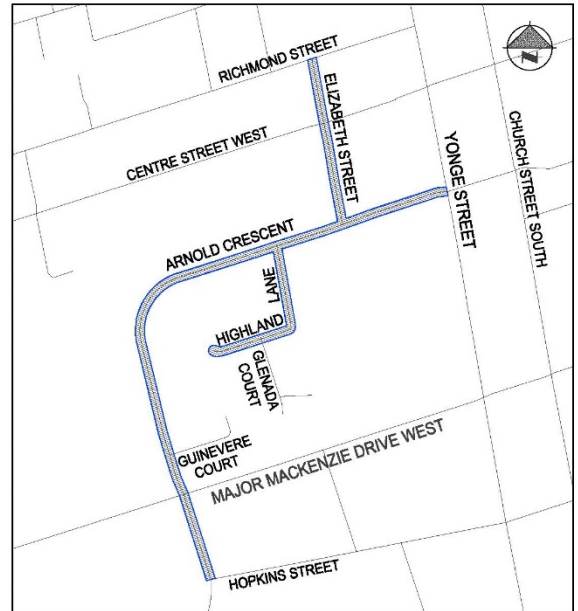 RICHMOND STREET
N
ELIZABETH STREET
CENTRE STREET WEST
YONGE STREET
CHURCH STREET SOUTH
ARNOLD CRESCENT
HIGHLAND
LANE
GLENADA
COURT
GUINEVERE
COURT
MAJOR MACKENZIE DRIVE WEST
HOPKINS STREET